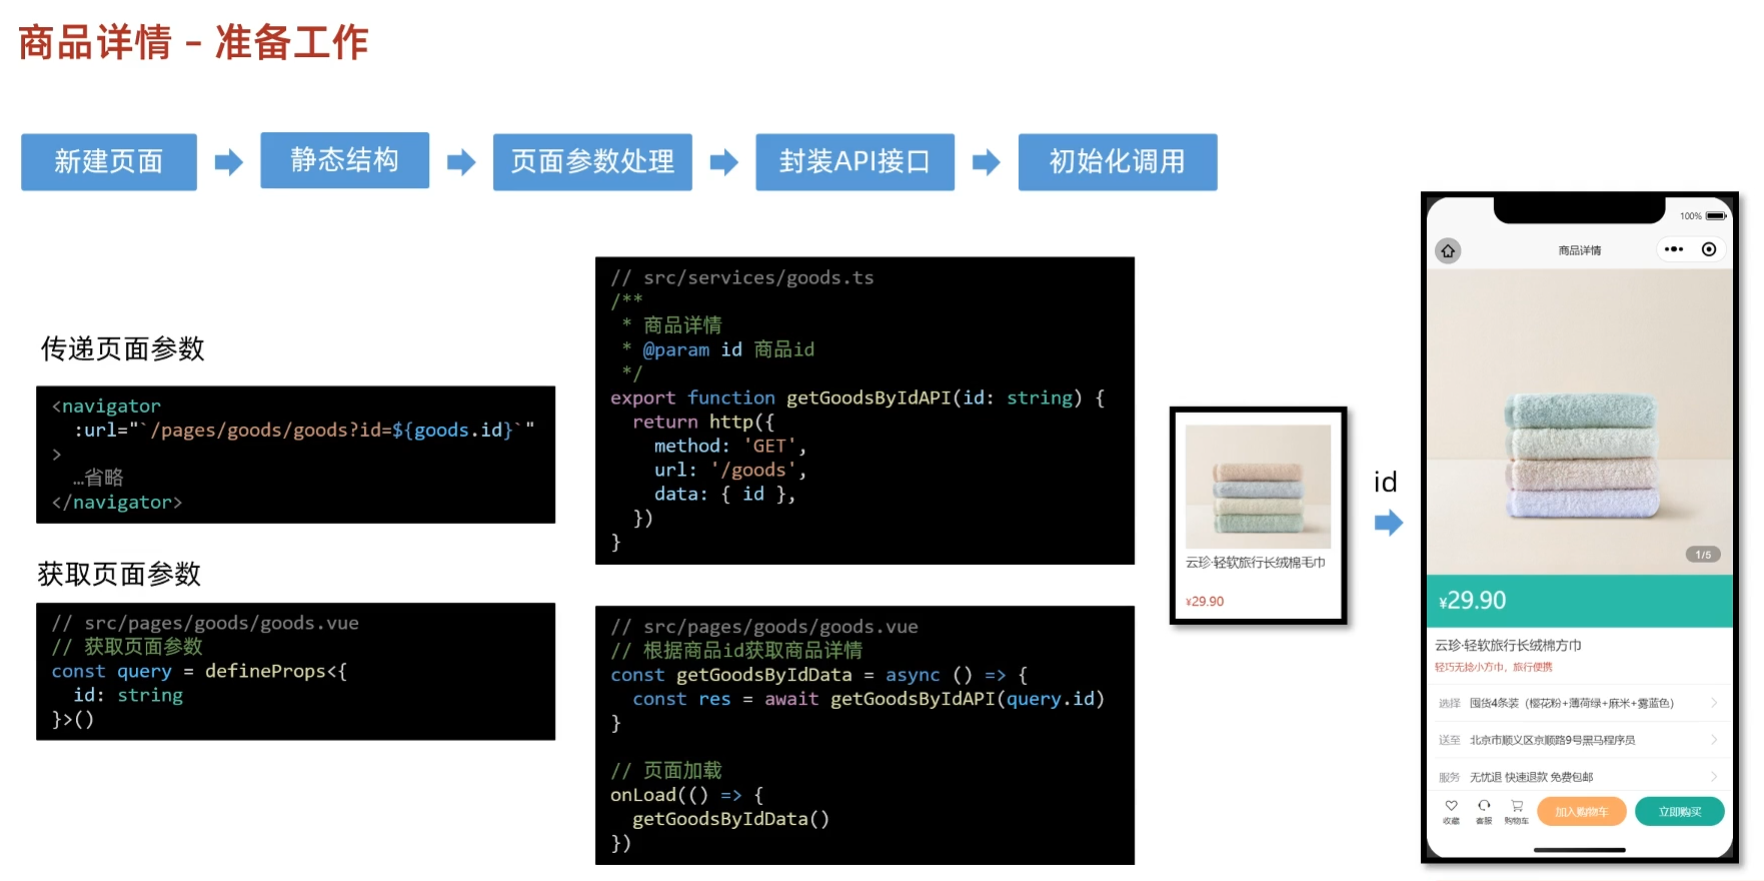 商品详情 - 准备工作
新建页面
静态结构
页面参数处理
封装API接口
初始化调用
传递页面参数
<navigator
:url="`/pages/goods/goods?id=${goods.id}`"
>
…省略
</navigator>
获取页面参数
// src/pages/goods/goods.vue
// 获取页面参数
const query = defineProps<{
id: string
}>()
// src/services/goods.ts
/**
* 商品详情
* @param id 商品id
*/
export function getGoodsByIdAPI(id: string) {
return http({
method: 'GET',
url: '/goods',
data: { id },
})
}
// src/pages/goods/goods.vue
// 根据商品id获取商品详情
const getGoodsByIdData = async () => {
const res = await getGoodsByIdAPI(query.id)
}
// 页面加载
onLoad(() => {
getGoodsByIdData()
})
云珍·轻软旅行长绒棉毛巾
¥29.90
id
100%
商品详情
1/5
¥29.90
云珍·轻软旅行长绒棉方巾
轻巧无捻小方巾，旅行便携
选择 囤货4条装（樱花粉+薄荷绿+麻米+雾蓝色）
送至 北京市顺义区京顺路9号黑马程序员
服务 无忧退 快速退款 免费包邮
收藏
客服
购物车
加入购物车
立即购买